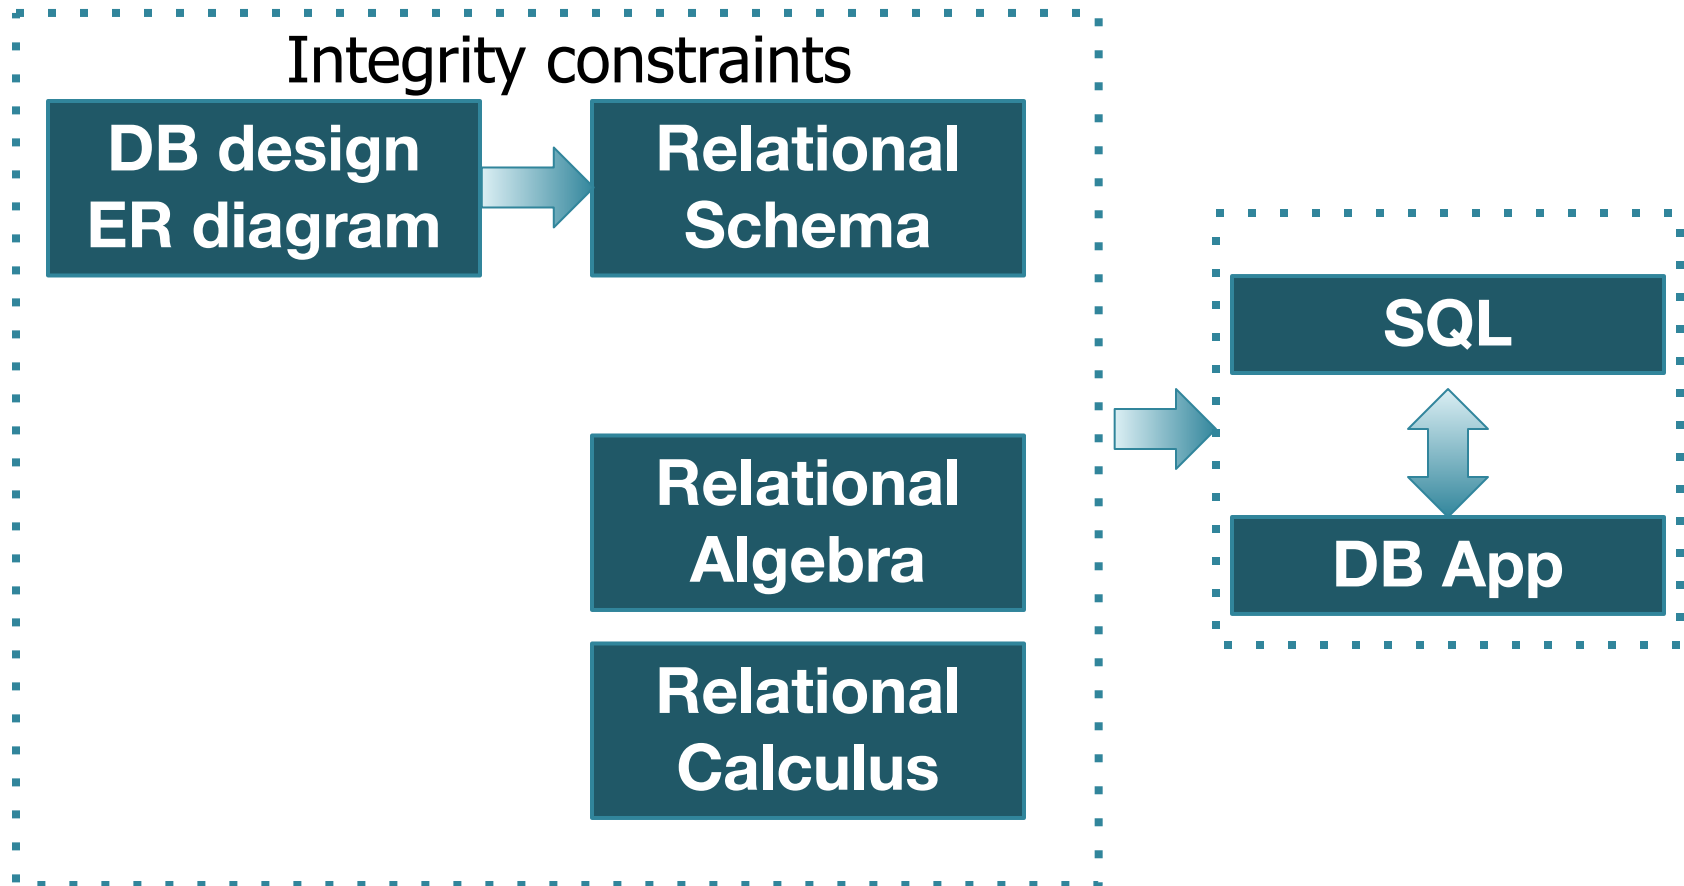 Integrity constraints
DB design
ER diagram
Relational
Schema
Relational
Algebra
Relational
Calculus
SQL
DB App